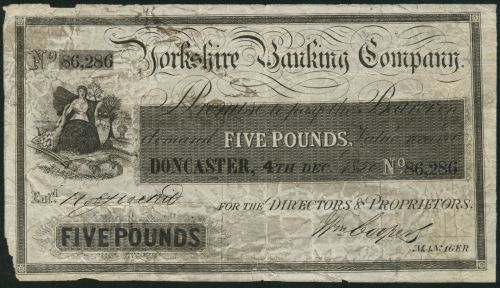 No 86,286
Yorkshire Banking Company.
I Promise to pay the Bearer on
demand FIVE POUNDS. Value received
DONCASTER, 4TH DEC. No 86,286
Entd.
FOR THE DIRECTORS & PROPRIETORS.
FIVE POUNDS
MANAGER